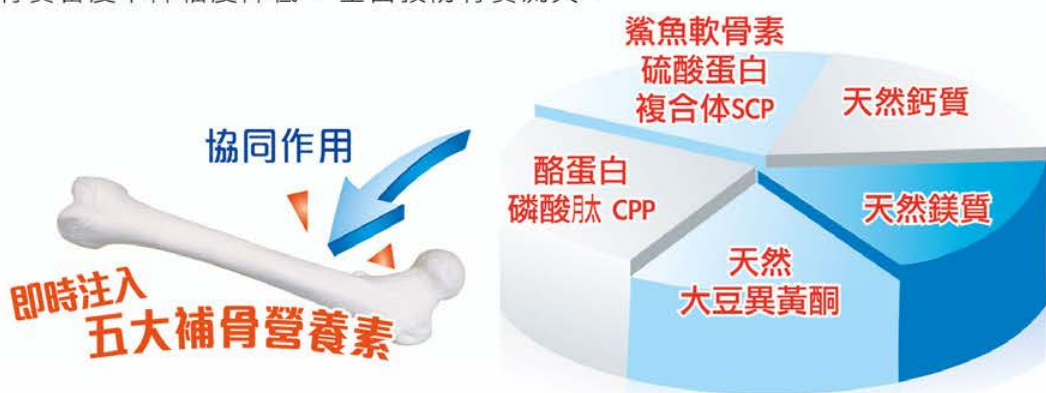 協同作用
即時注入
五大補骨營養素
鯊魚軟骨素
硫酸蛋白
複合体SCP
天然鈣質
酪蛋白
磷酸肽 CPP
天然鎂質
天然
大豆異黃酮